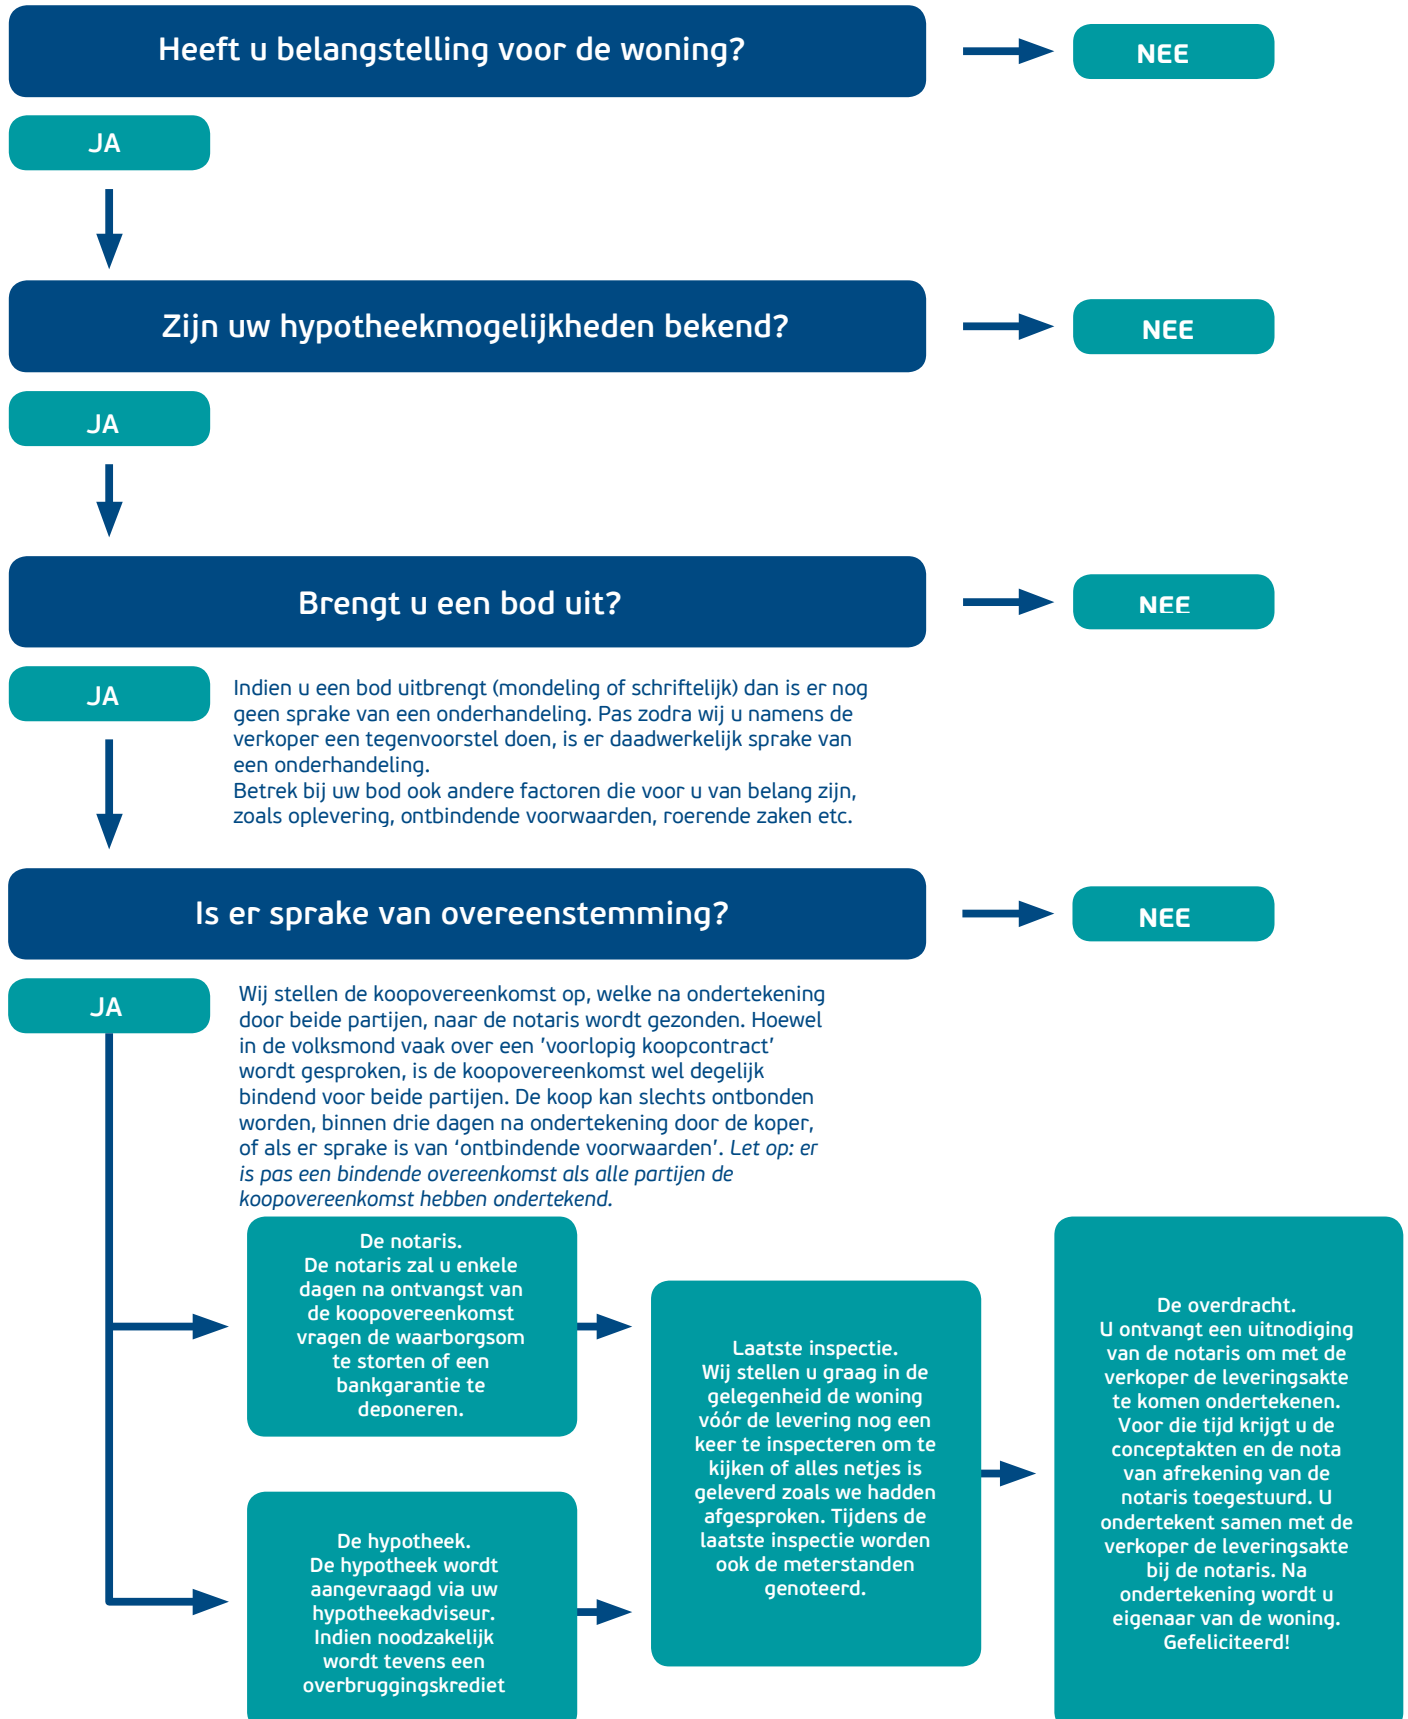 Heeft u belangstelling voor de woning?
NEE
JA
Zijn uw hypotheekmogelijkheden bekend?
NEE
JA
Brengt u een bod uit?
NEE
JA
Indien u een bod uitbrengt (mondeling of schriftelijk) dan is er nog
geen sprake van een onderhandeling. Pas zodra wij u namens de
verkoper een tegenvoorstel doen, is er daadwerkelijk sprake van
een onderhandeling.
Betrek bij uw bod ook andere factoren die voor u van belang zijn,
zoals oplevering, ontbindende voorwaarden, roerende zaken etc.
Is er sprake van overeenstemming?
NEE
JA
Wij stellen de koopovereenkomst op, welke na ondertekening
door beide partijen, naar de notaris wordt gezonden. Hoewel
in de volksmond vaak over een 'voorlopig koopcontract'
wordt gesproken, is de koopovereenkomst wel degelijk
bindend voor beide partijen. De koop kan slechts ontbonden
worden, binnen drie dagen na ondertekening door de koper,
of als er sprake is van ‘ontbindende voorwaarden’. Let op: er
is pas een bindende overeenkomst als alle partijen de
koopovereenkomst hebben ondertekend.
De notaris.
De notaris zal u enkele
dagen na ontvangst van
de koopovereenkomst
vragen de waarborgsom
te storten of een
bankgarantie te
deponeren.
De hypotheek.
De hypotheek wordt
aangevraagd via uw
hypotheekadviseur.
Indien noodzakelijk
wordt tevens een
overbruggingskrediet
Laatste inspectie.
Wij stellen u graag in de
gelegenheid de woning
vóór de levering nog een
keer te inspecteren om te
kijken of alles netjes is
geleverd zoals we hadden
afgesproken. Tijdens de
laatste inspectie worden
ook de meterstanden
genoteerd.
De overdracht.
U ontvangt een uitnodiging
van de notaris om met de
verkoper de leveringsakte
te komen ondertekenen.
Voor die tijd krijgt u de
conceptakten en de nota
van afrekening van de
notaris toegestuurd. U
ondertekent samen met de
verkoper de leveringsakte
bij de notaris. Na
ondertekening wordt u
eigenaar van de woning.
Gefeliciteerd!